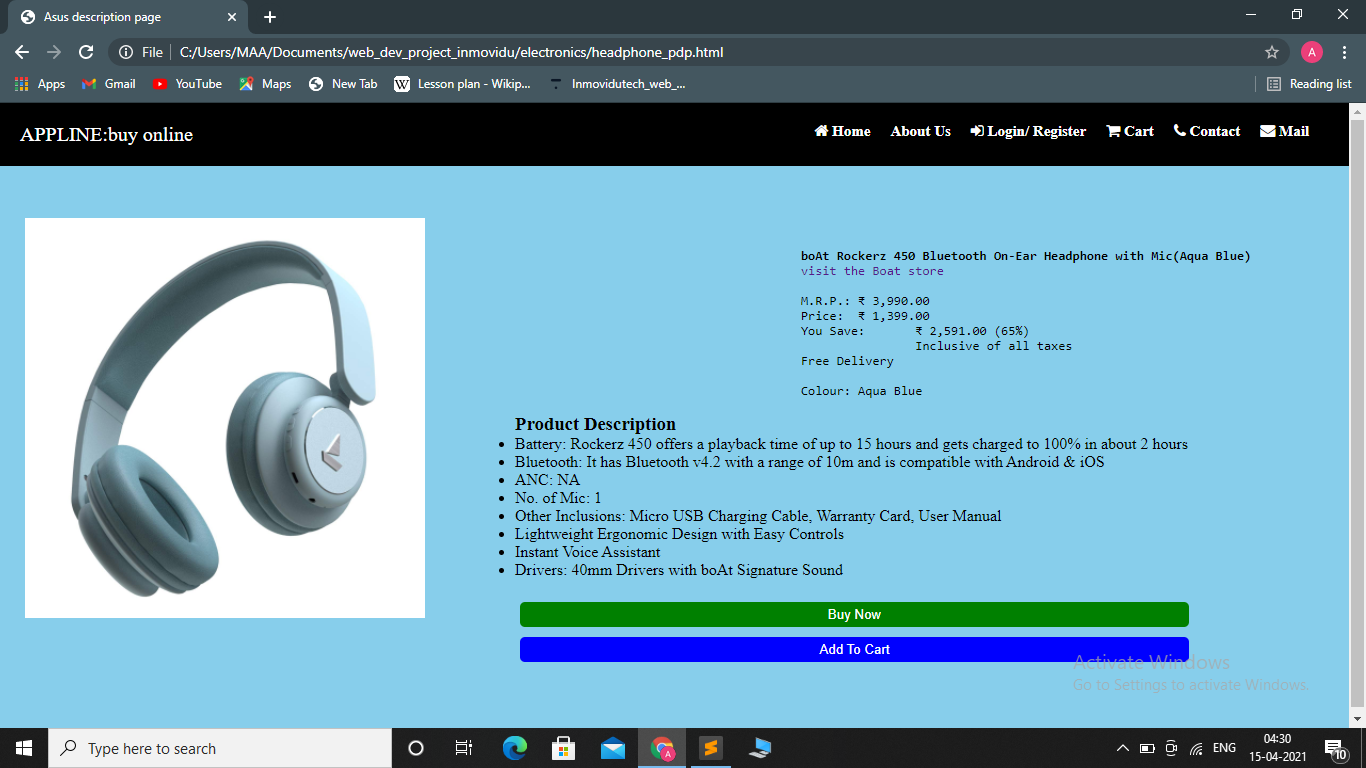 Asus description page
File
C:/Users/MAA/Documents/web_dev_project_inmovidu/electronics/headphone_pdp.html
A
Apps
Gmail
YouTube
Maps
New Tab
W
Lesson plan - Wikip...
Inmovidutech_web_...
Reading list
APPLINE:buy online
Home
About Us
Login/ Register
Cart
Contact
Mail
boAt Rockerz 450 Bluetooth On-Ear Headphone with Mic(Aqua Blue)
visit the Boat store
M.R.P.: ₹ 3,990.00
Price: ₹ 1,399.00
You Save: ₹ 2,591.00 (65%)
Inclusive of all taxes
Free Delivery
Colour: Aqua Blue
Product Description
• Battery: Rockerz 450 offers a playback time of up to 15 hours and gets charged to 100% in about 2 hours
• Bluetooth: It has Bluetooth v4.2 with a range of 10m and is compatible with Android & iOS
• ANC: NA
• No. of Mic: 1
• Other Inclusions: Micro USB Charging Cable, Warranty Card, User Manual
• Lightweight Ergonomic Design with Easy Controls
• Instant Voice Assistant
• Drivers: 40mm Drivers with boAt Signature Sound
Buy Now
Add To Cart
Activate Windows
Go to Settings to activate Windows.
Type here to search
A
ENG
04:30
15-04-2021
10